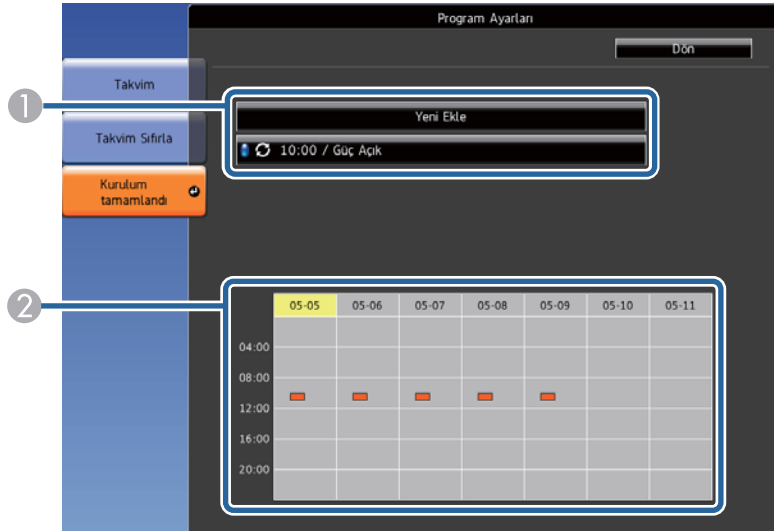 Program Ayarları
Dön
Takvim
Takvim Sıfırla
Kurulum
tamamlandı
1
Yeni Ekle
10:00 / Güç Açık
2
05-05 05-06 05-07 05-08 05-09 05-10 05-11
04:00
08:00
12:00
16:00
20:00